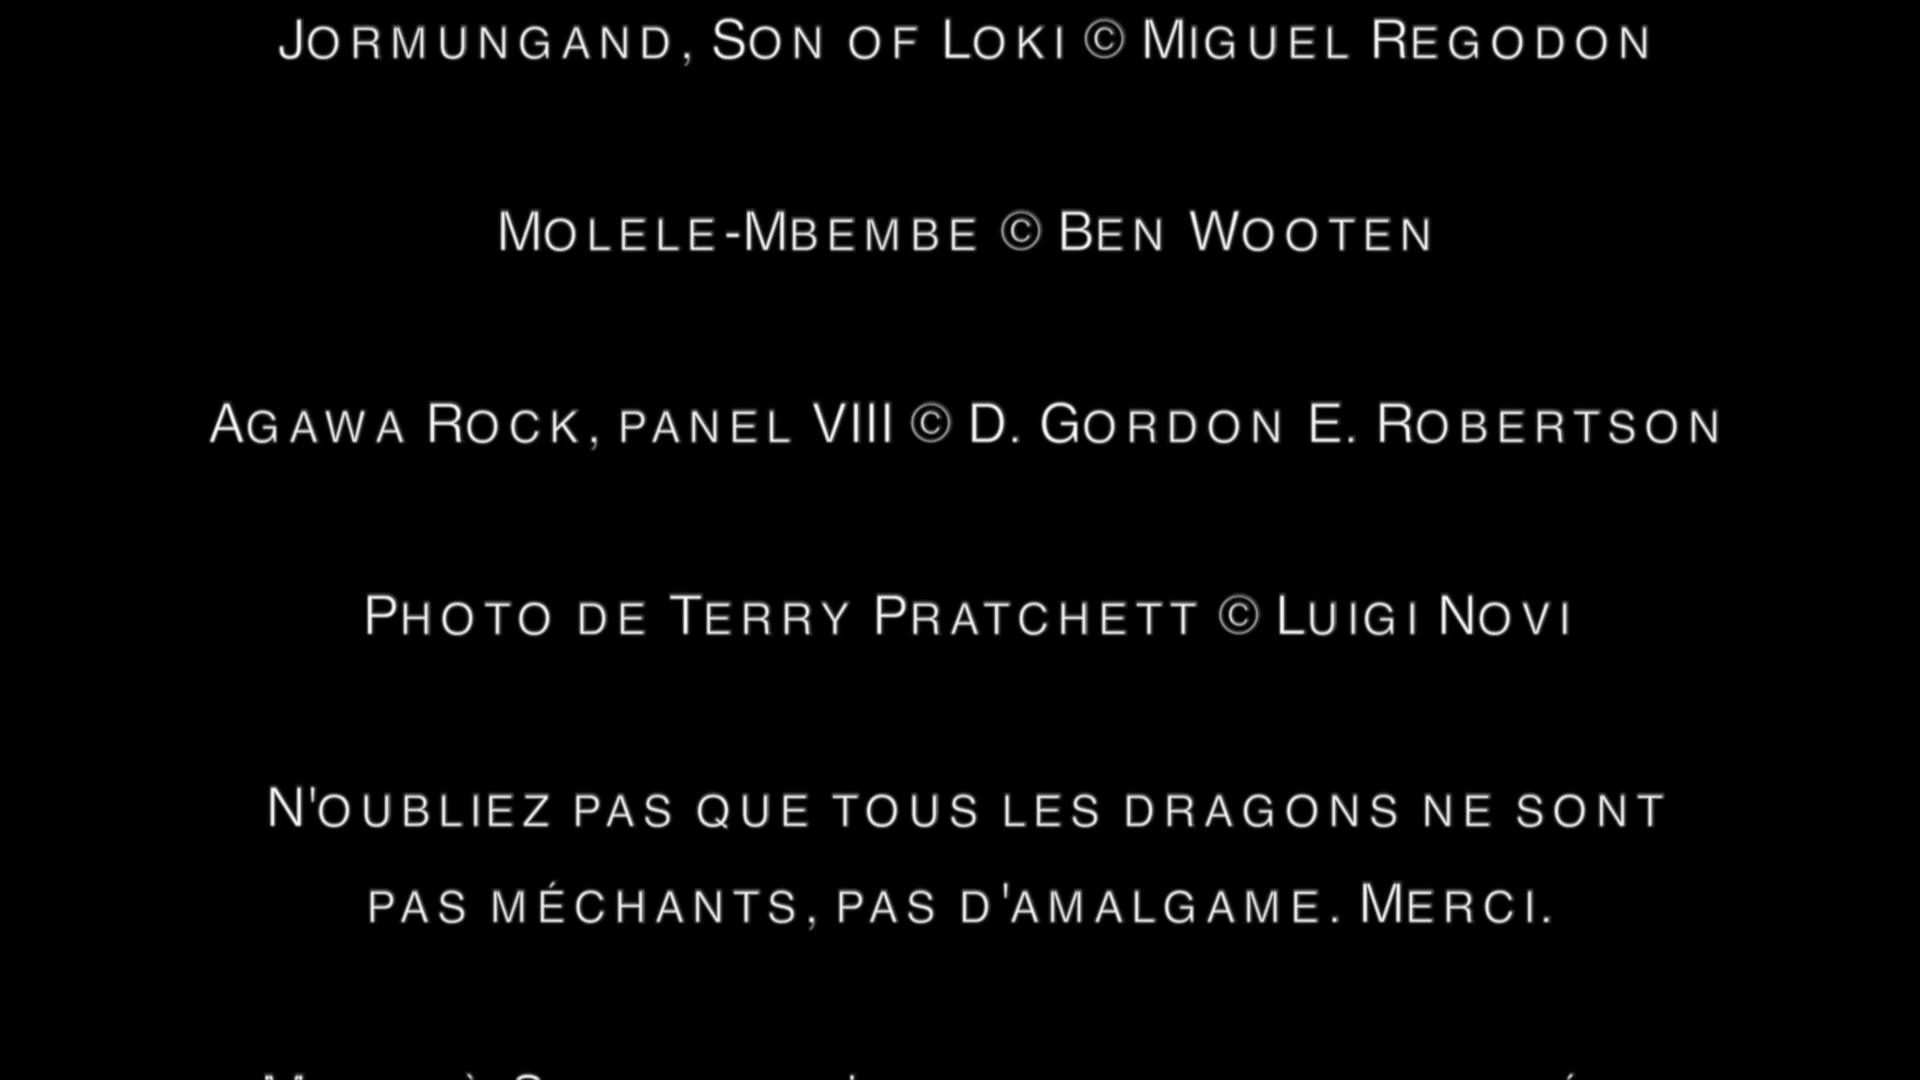 Jormungand, Son of Loki © Miguel Regodon
Molele-Mbembe © Ben Wooten
Agawa Rock, panel VIII © D. Gordon E. Robertson
Photo de Terry Pratchett © Luigi Novi
N'oubliez pas que tous les dragons ne sont
pas méchants, pas d'amalgame. Merci.